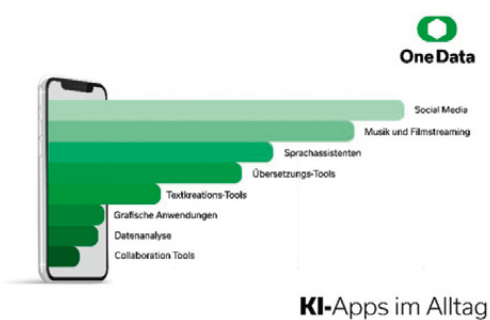 One Data
Social Media
Musik und Filmstreaming
Sprachassistenten
Übersetzungs-Tools
Textkreations-Tools
Grafische Anwendungen
Datenanalyse
Collaboration Tools
KI-Apps im Alltag